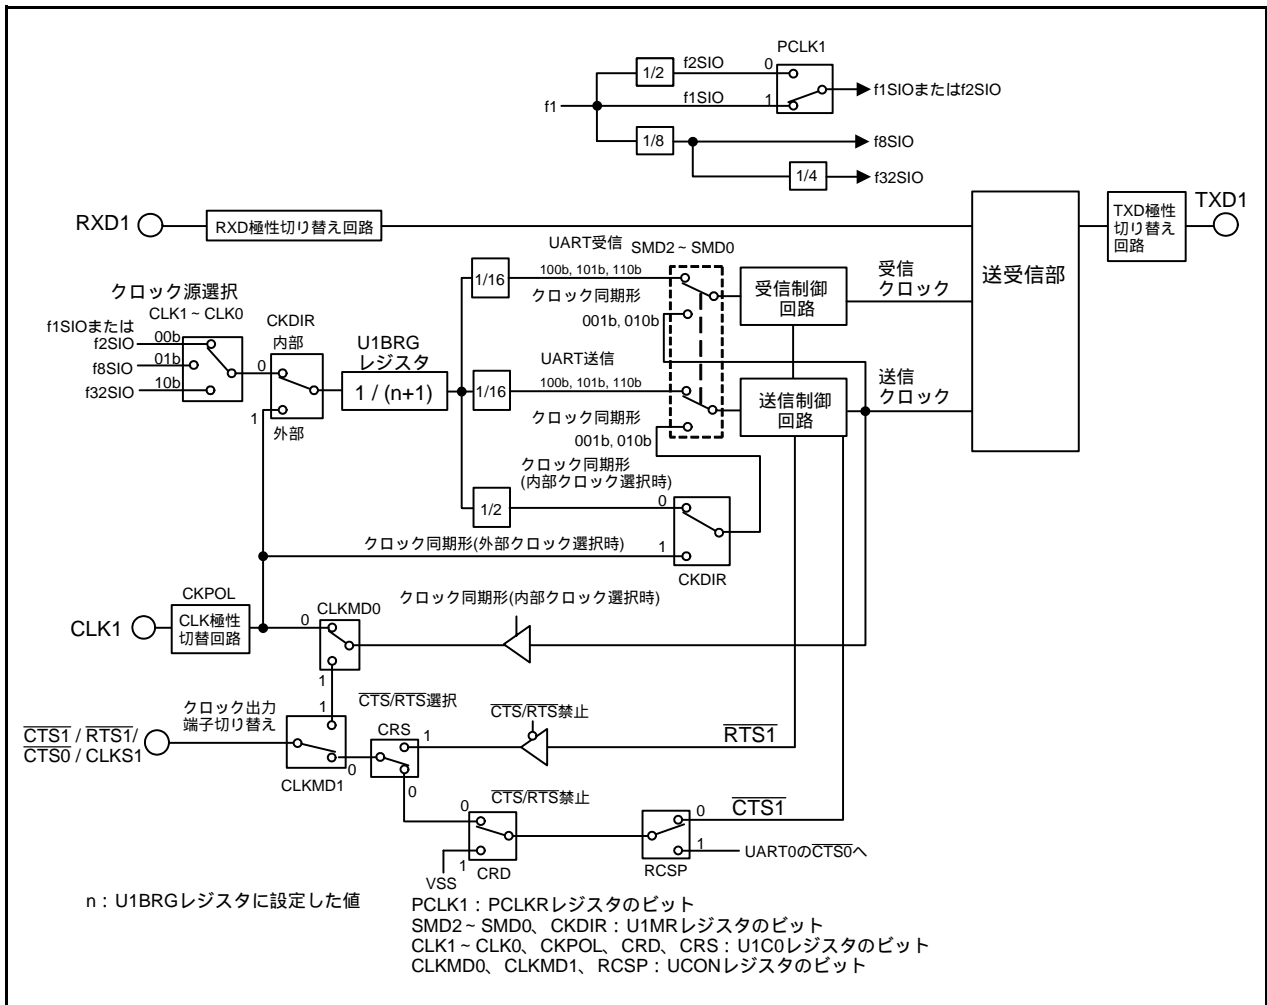 PCLK1
1/2
f2SIO
0
f1
f1SIO
1
f1SIOまたはf2SIO
1/8
f8SIO
1/4
f32SIO
RXD1
RXD極性切り替え回路
送受信部
TXD極性
切り替え
回路
TXD1
クロック源選択
CLK1~CLK0
f1SIOまたは
f2SIO
00b
f8SIO
01b
f32SIO
10b
CKDIR
内部
0
1
外部
U1BRG
レジスタ
1 / (n+1)
UART受信
SMD2~SMD0
1/16
100b, 101b, 110b
クロック同期形
001b, 010b
受信制御
回路
受信
クロック
UART送信
1/16
100b, 101b, 110b
クロック同期形
001b, 010b
送信制御
回路
送信
クロック
クロック同期形
(内部クロック選択時)
1/2
0
クロック同期形(外部クロック選択時)
1
CKDIR
CLK1
CKPOL
CLK極性
切替回路
0
CLKMD0
1
クロック同期形(内部クロック選択時)
クロック出力
端子切り替え
CTS1 / RTS1/
CTS0 / CLKS1
1
0
CLKMD1
CTS/RTS選択
CRS
1
0
CTS/RTS禁止
RTS1
0
CTS/RTS禁止
1
VSS
CRD
RCSP
0
CTS1
1
UART0のCTS0へ
n:U1BRGレジスタに設定した値
PCLK1:PCLKRレジスタのビット
SMD2~SMD0、CKDIR:U1MRレジスタのビット
CLK1~CLK0、CKPOL、CRD、CRS:U1C0レジスタのビット
CLKMD0、CLKMD1、RCSP:UCONレジスタのビット